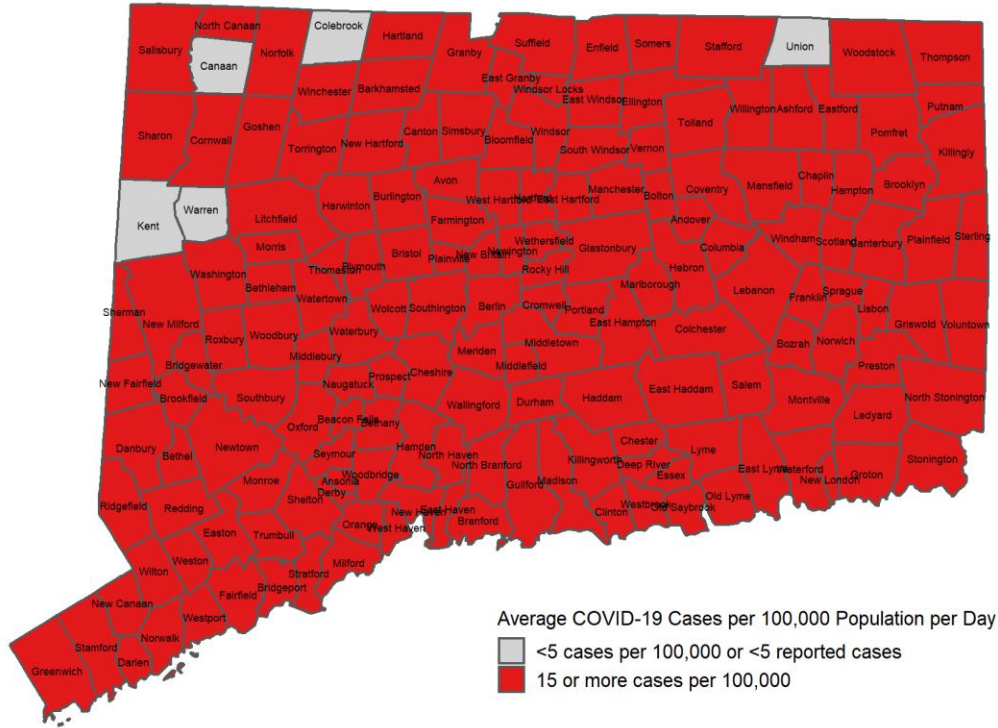 Colebrook
North Canaan
Hartland
Suffield
Enfield
Somers
Stafford
Union
Woodstock
Thompson
Salisbury
Canaan
Norfolk
Granby
East Granby
Windsor Locks
Winchester
Barkhamsted
East Windsor
Ellington
Willington
Ashford
Eastford
Putnam
Tolland
Pomfret
Sharon
Cornwall
Goshen
Torrington
New Hartford
Canton
Simsbury
Bloomfield
Windsor
South Windsor
Vernon
Killingly
Avon
Burlington
Harwinton
West Hartford
Hartford
East Hartford
Manchester
Bolton
Coventry
Mansfield
Chaplin
Hampton
Brooklyn
Kent
Warren
Litchfield
Farmington
Andover
Morris
Bristol
Plainville
New Britain
Newington
Wethersfield
Glastonbury
Columbia
Windham
Scotland
Canterbury
Plainfield
Sterling
Washington
Bethlehem
Thomaston
Plymouth
Rocky Hill
Hebron
Marlborough
Lebanon
Franklin
Sprague
Lisbon
Sherman
New Milford
Watertown
Wolcott
Southington
Berlin
Cromwell
Portland
East Hampton
Colchester
Griswold
Voluntown
Roxbury
Woodbury
Waterbury
Middletown
Bozrah
Norwich
Bridgewater
Middlebury
Meriden
Middlefield
Preston
New Fairfield
Brookfield
Southbury
Naugatuck
Prospect
Cheshire
Wallingford
Durham
Haddam
East Haddam
Salem
Montville
North Stonington
Ledyard
Oxford
Beacon Falls
Bethany
Danbury
Bethel
Newtown
Seymour
Hamden
North Haven
North Branford
Killingworth
Chester
Lyme
Monroe
Ansonia
Woodbridge
Deep River
Essex
East Lyme
Waterford
Groton
Stonington
Ridgefield
Redding
Shelton
Derby
Guilford
Madison
New London
Easton
Trumbull
Orange
New Haven
West Haven
East Haven
Branford
Clinton
Westbrook
Old Saybrook
Old Lyme
Wilton
Weston
Stratford
Milford
New Canaan
Fairfield
Bridgeport
Westport
Norwalk
Stamford
Darien
Greenwich
Average COVID-19 Cases per 100,000 Population per Day
<5 cases per 100,000 or <5 reported cases
15 or more cases per 100,000